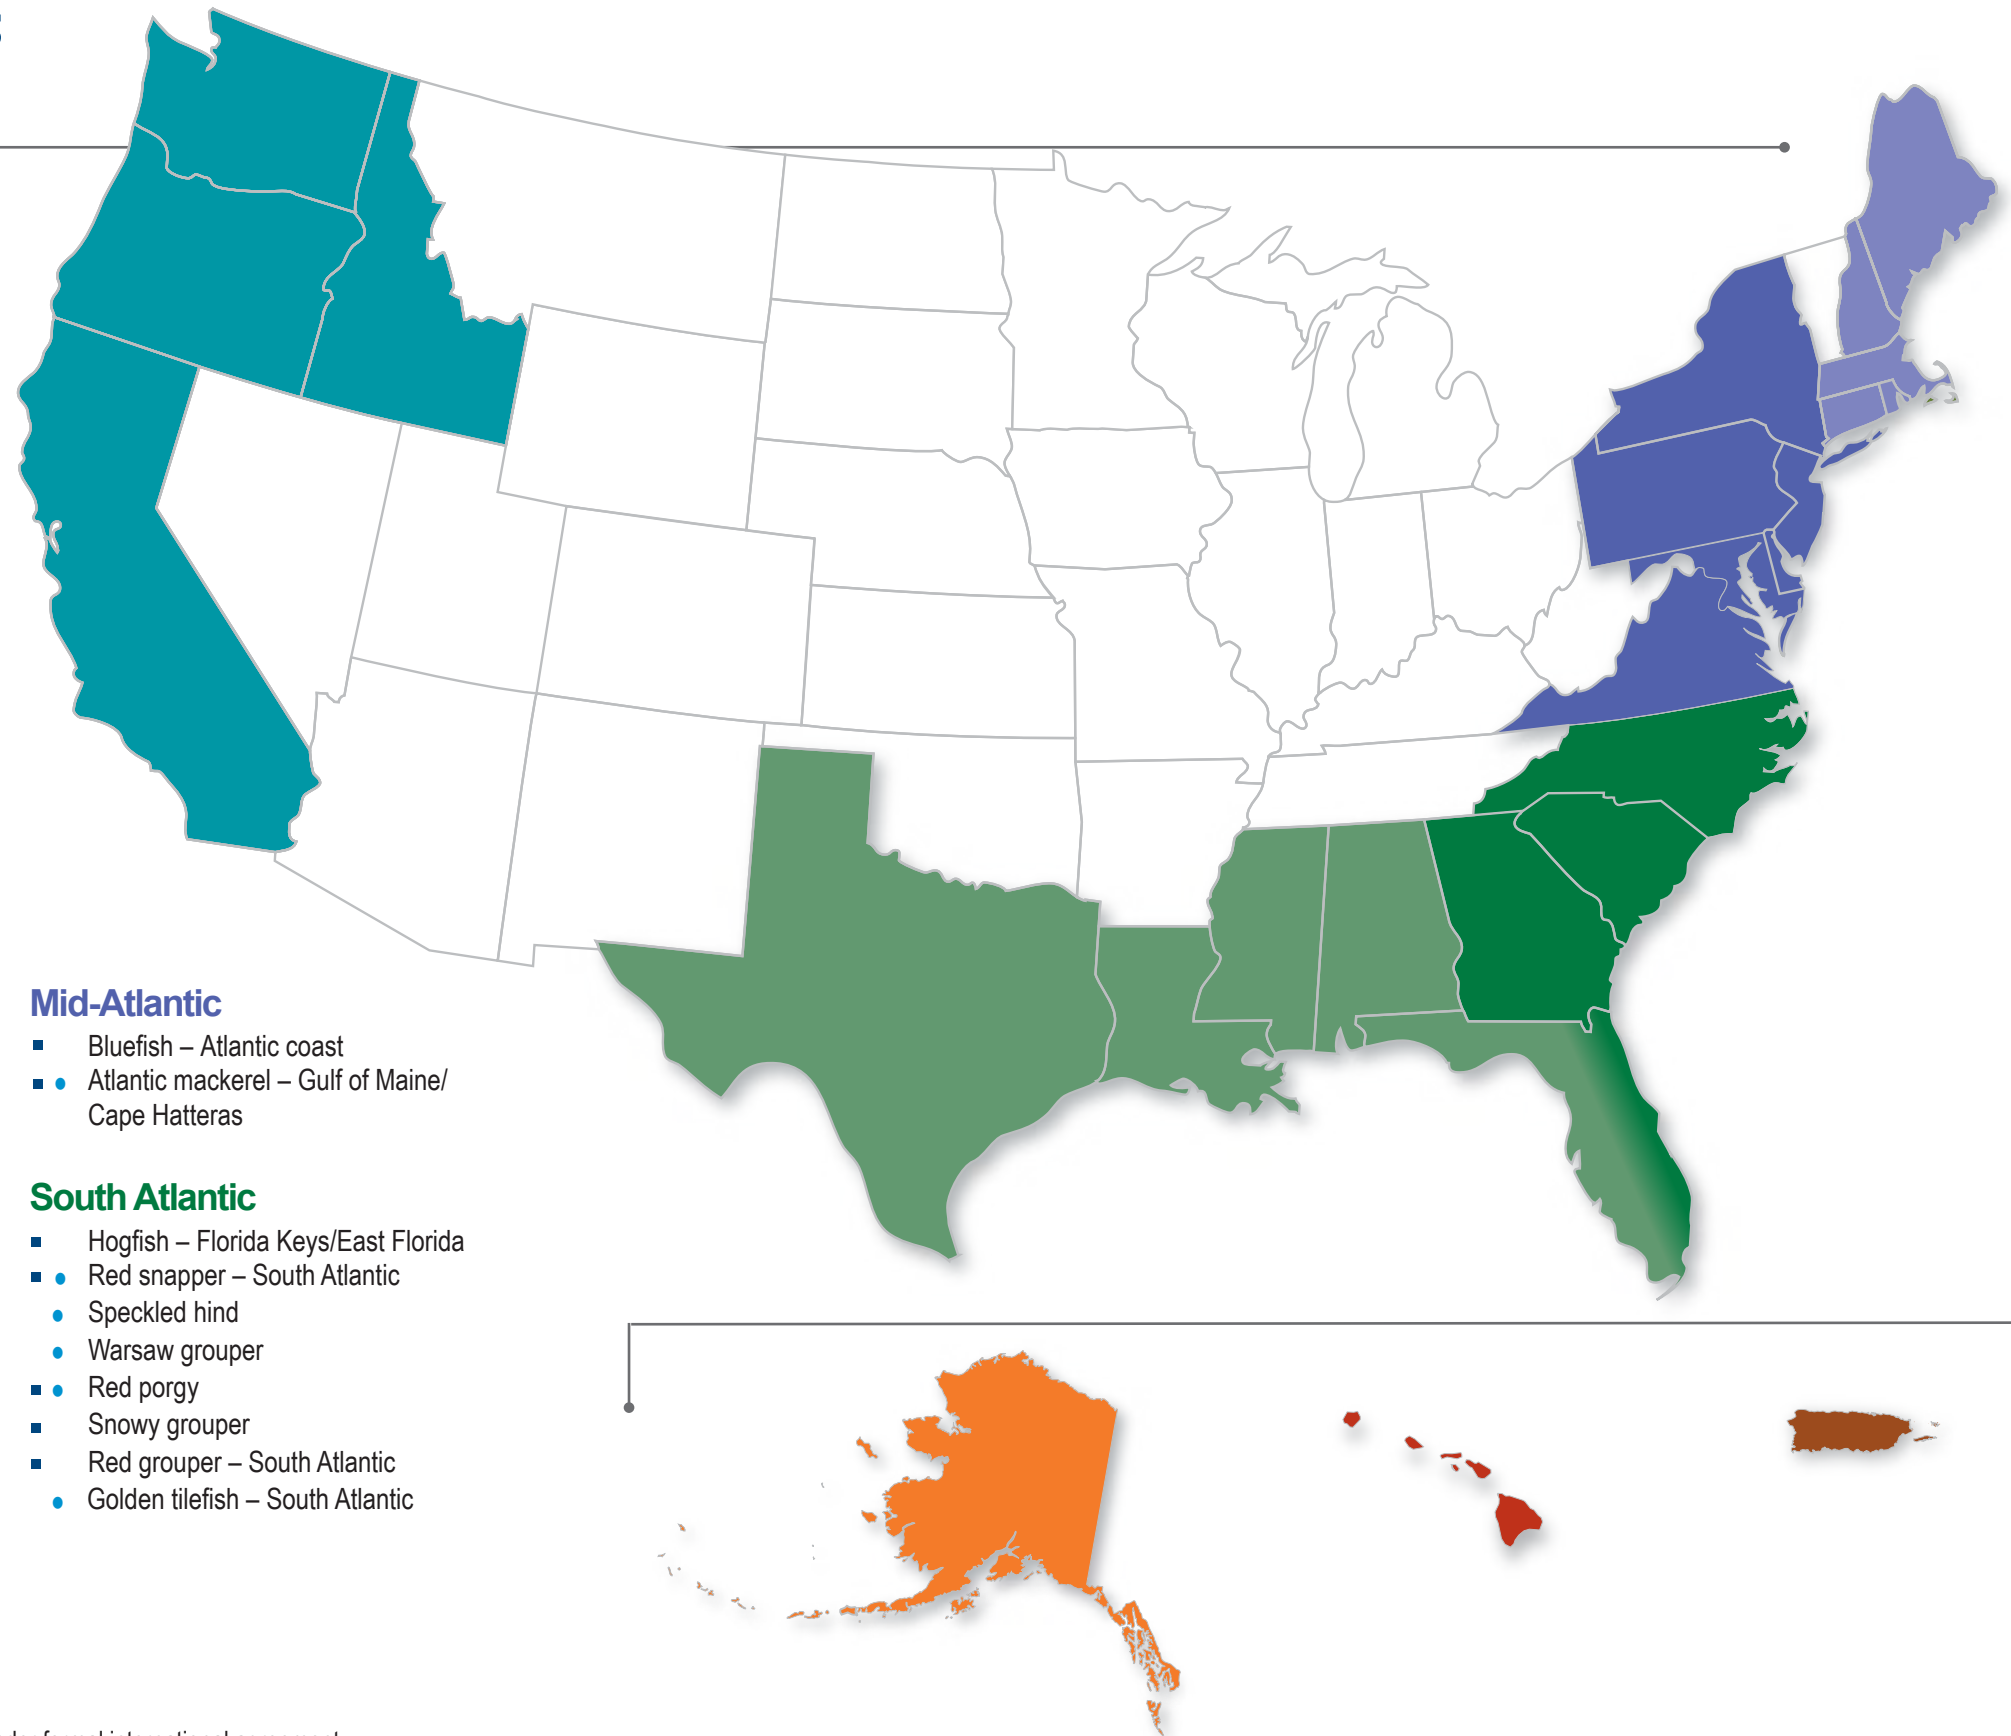 Mid-Atlantic
Bluefish – Atlantic coast
Atlantic mackerel – Gulf of Maine/
Cape Hatteras
South Atlantic
Hogfish – Florida Keys/East Florida
Red snapper – South Atlantic
Speckled hind
Warsaw grouper
Red porgy
Snowy grouper
Red grouper – South Atlantic
Golden tilefish – South Atlantic